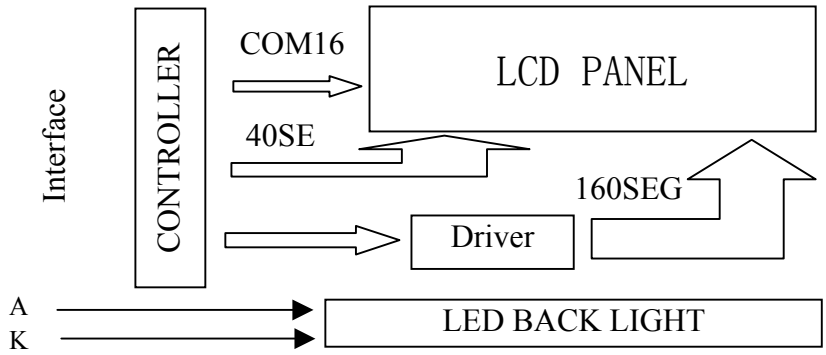 Interface
CONTROLLER
COM16
LCD PANEL
40SE
160SEG
Driver
A
LED BACK LIGHT
K